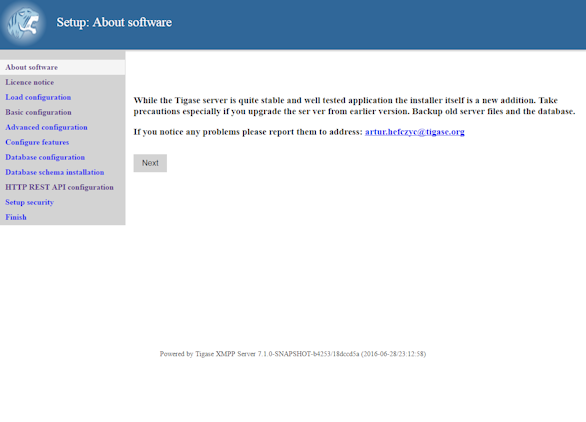 Setup: About software
About software
Licence notice
Load configuration
Basic configuration
Advanced configuration
Configure features
Database configuration
Database schema installation
HTTP REST API configuration
Setup security
Finish
While the Tigase server is quite stable and well tested application the installer itself is a new addition. Take
precautions especially if you upgrade the ser ver from earlier version. Backup old server files and the database.
If you notice any problems please report them to address: artur.hefczyc@tigase.org
Next
Powered by Tigase XMPP Server 7.1.0-SNAPSHOT-b4253/18dccd5a (2016-06-28/23:12:58)